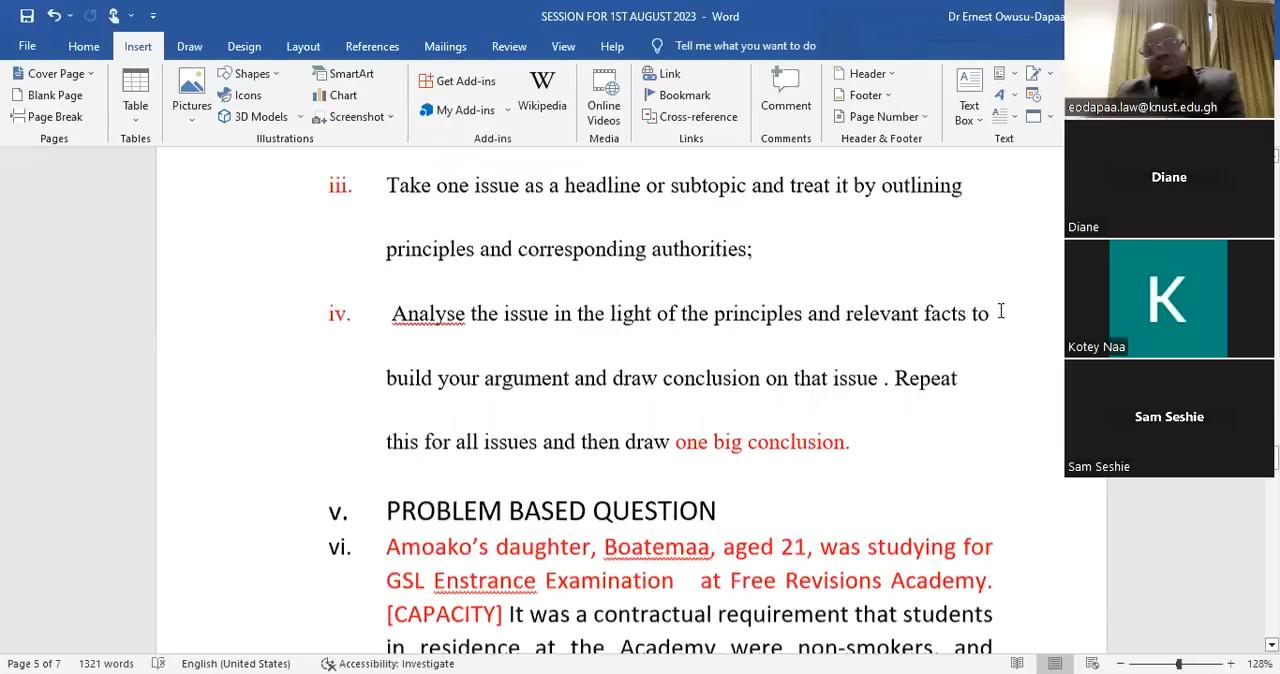 SESSION FOR 1ST AUGUST 2023 - Word
Dr Ernest Owusu-Dapaa
File Home Insert Draw Design Layout References Mailings Review View Help Tell me what you want to do
Cover Page
Blank Page
Page Break
Pages
Table
Tables
Pictures
Shapes
Icons
3D Models
SmartArt
Chart
Screenshot
Illustrations
Get Add-ins
My Add-ins
Wikipedia
Add-ins
Online
Videos
Media
Link
Bookmark
Cross-reference
Links
Comment
Comments
Header
Footer
Page Number
Header & Footer
Text
Box
Text
iii. Take one issue as a headline or subtopic and treat it by outlining
principles and corresponding authorities;
iv. Analyse the issue in the light of the principles and relevant facts to
build your argument and draw conclusion on that issue . Repeat
this for all issues and then draw one big conclusion.
v. PROBLEM BASED QUESTION
vi. Amoako’s daughter, Boatemaa, aged 21, was studying for
GSL Enstrance Examination at Free Revisions Academy.
[CAPACITY] It was a contractual requirement that students
in residence at the Academy were non-smokers, and
eodapaa.law@knust.edu.gh
Diane
Diane
K
Kotey Naa
Sam Seshie
Sam Seshie
Page 5 of 7 1321 words English (United States) Accessibility: Investigate 128%